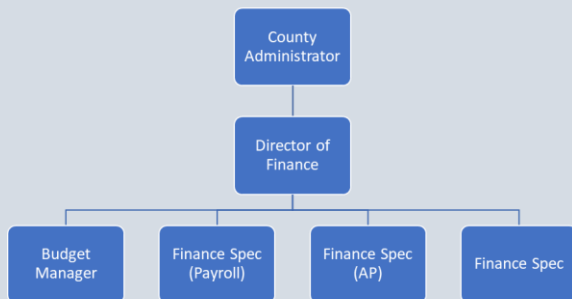 County
Administrator
Director of
Finance
Budget
Manager
Finance Spec
(Payroll)
Finance Spec
(AP)
Finance Spec